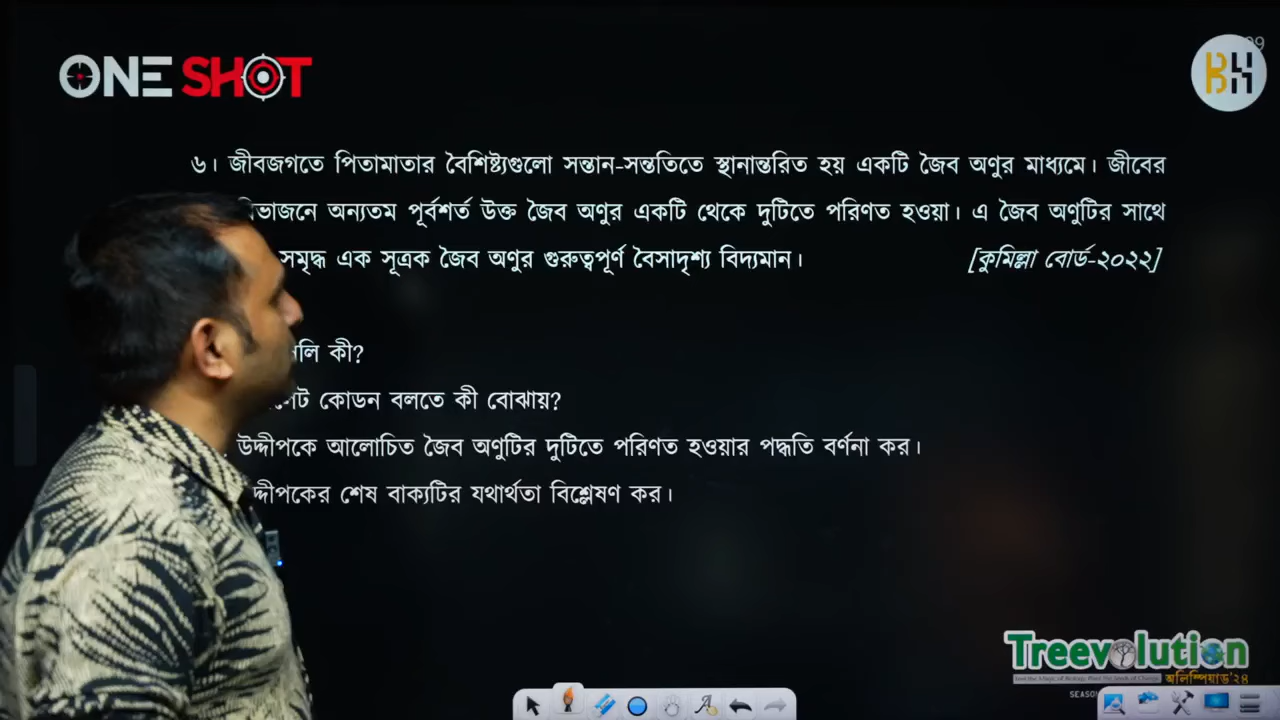 ONE SHOT
৬। জীবজগতে পিতামাতার বৈশিষ্ট্যগুলো সন্তান-সন্ততিতে স্থানান্তরিত হয় একটি জৈব অণুর মাধ্যমে। জীবের
অন্যতম পূর্বশর্ত উক্ত জৈব অণুর একটি থেকে দুটিতে পরিণত হওয়া। এ জৈব অণুটির সাথে
সমৃদ্ধ এক সূত্রক জৈব অণুর গুরুত্বপূর্ণ বৈসাদৃশ্য বিদ্যমান।
[কুমিল্লা বোর্ড-২০২২]
কী?
কোডন বলতে কী বোঝায়?
উদ্দীপকে আলোচিত জৈব অণুটির দুটিতে পরিণত হওয়ার পদ্ধতি বর্ণনা কর।
শেষ বাক্যটির যথার্থতা বিশ্লেষণ কর।
Treevolution
অলিম্পিয়াড'২৪